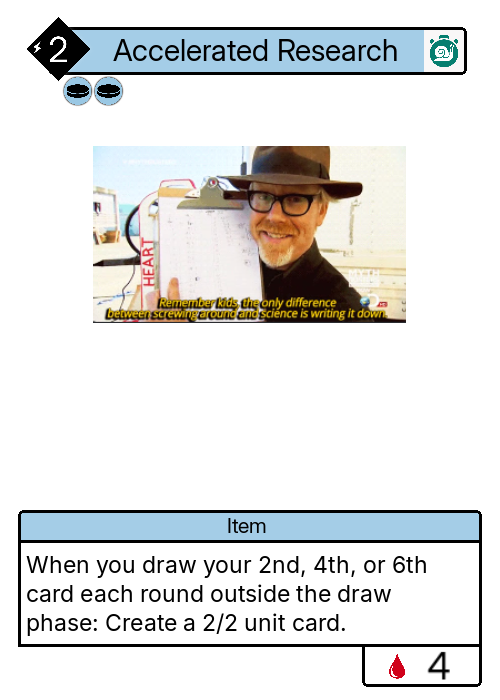 2
Accelerated Research
HEART
Remember kids, the only difference
between screwing around and science is writing it down.
Item
When you draw your 2nd, 4th, or 6th
card each round outside the draw
phase: Create a 2/2 unit card.
4